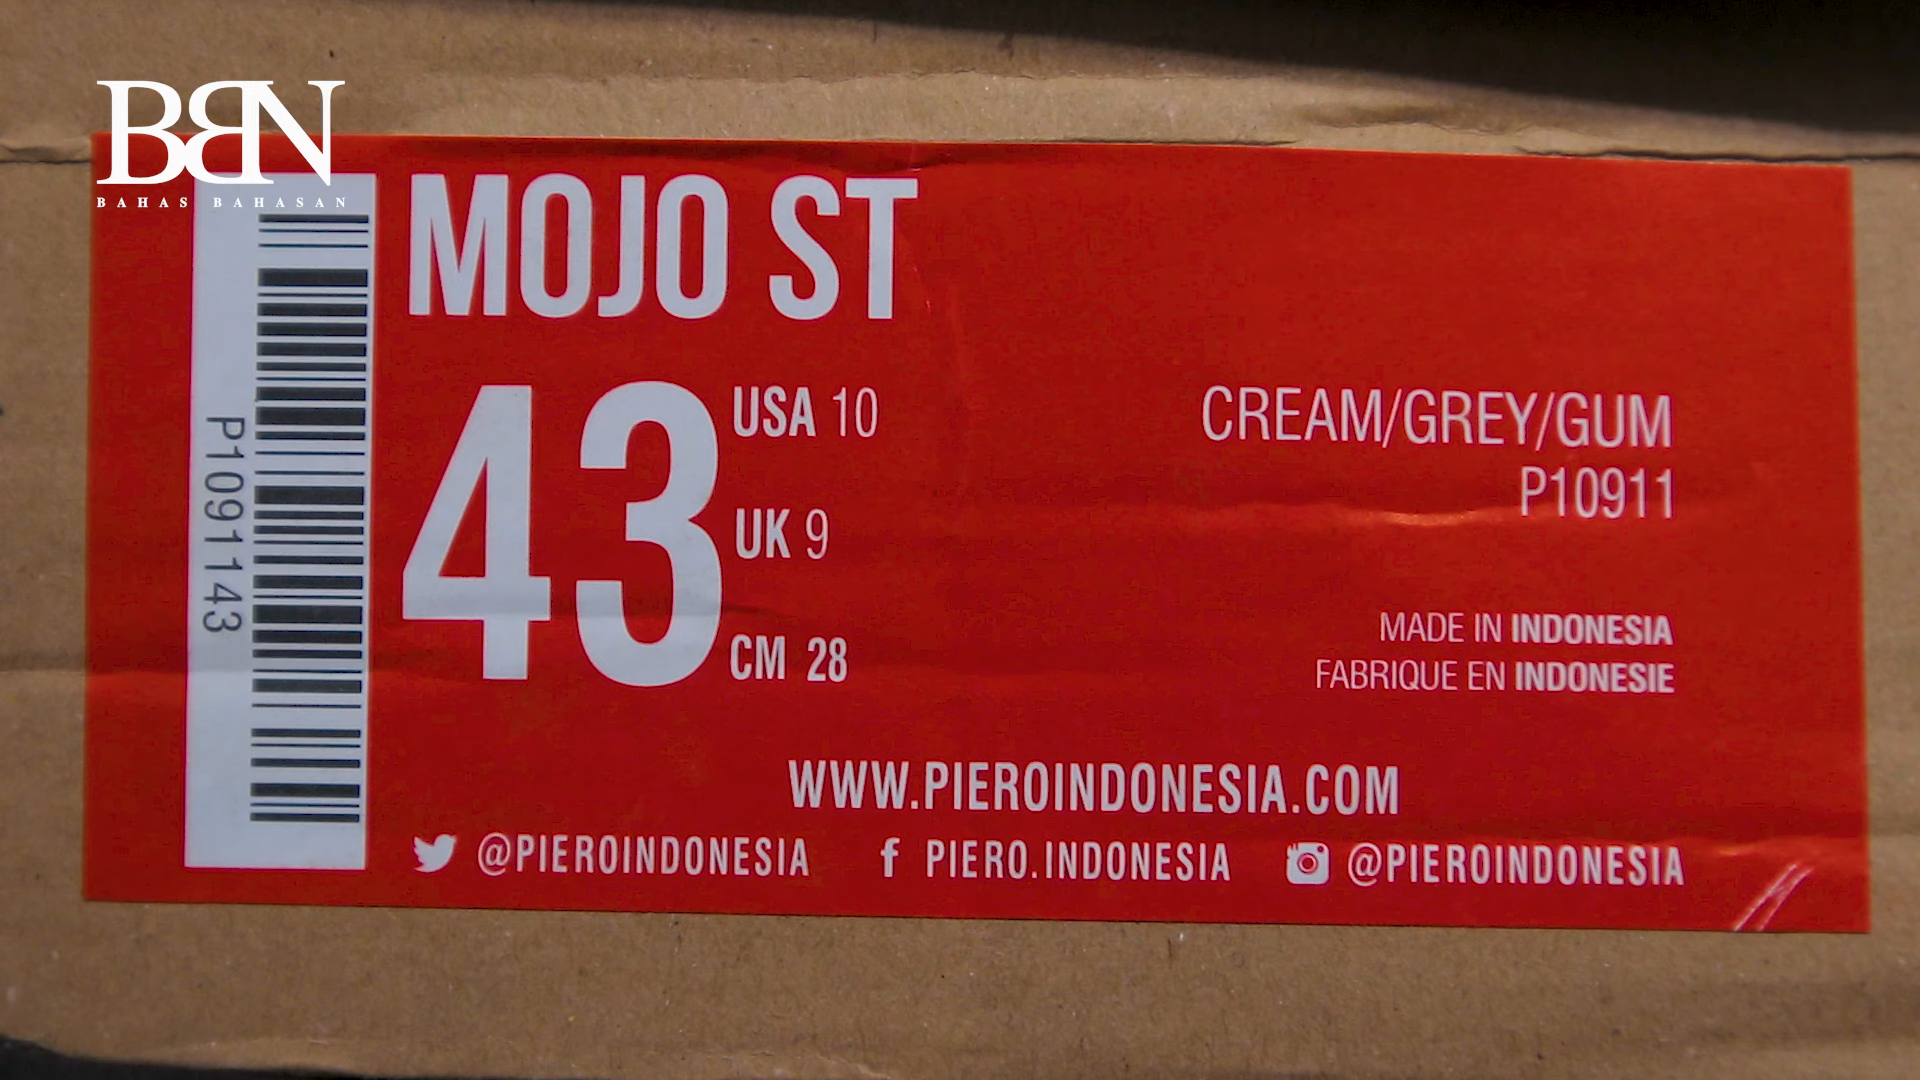 BBN
BAHAS BAHASAN
MOJO ST
P1091143
43
USA 10
UK 9
CM 28
CREAM/GREY/GUM
P10911
MADE IN INDONESIA
FABRIQUE EN INDONESIE
WWW.PIEROINDONESIA.COM
@PIEROINDONESIA f PIERO.INDONESIA @PIEROINDONESIA